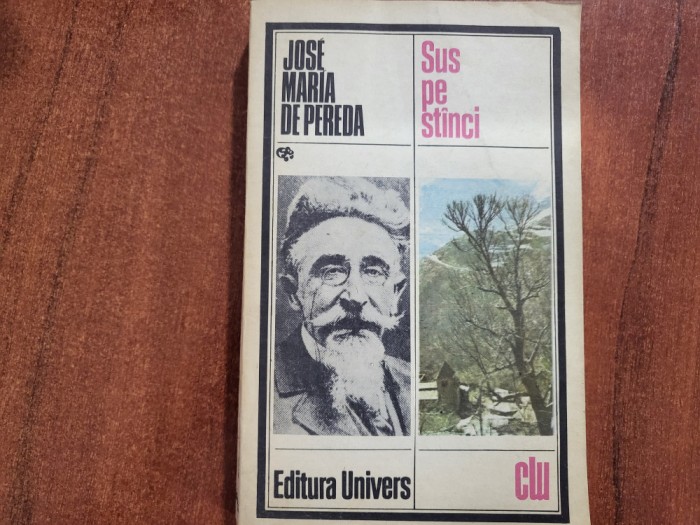 JOSÉ
MARIA
DE PEREDA
Sus
pe
stînci
Editura Univers
clu